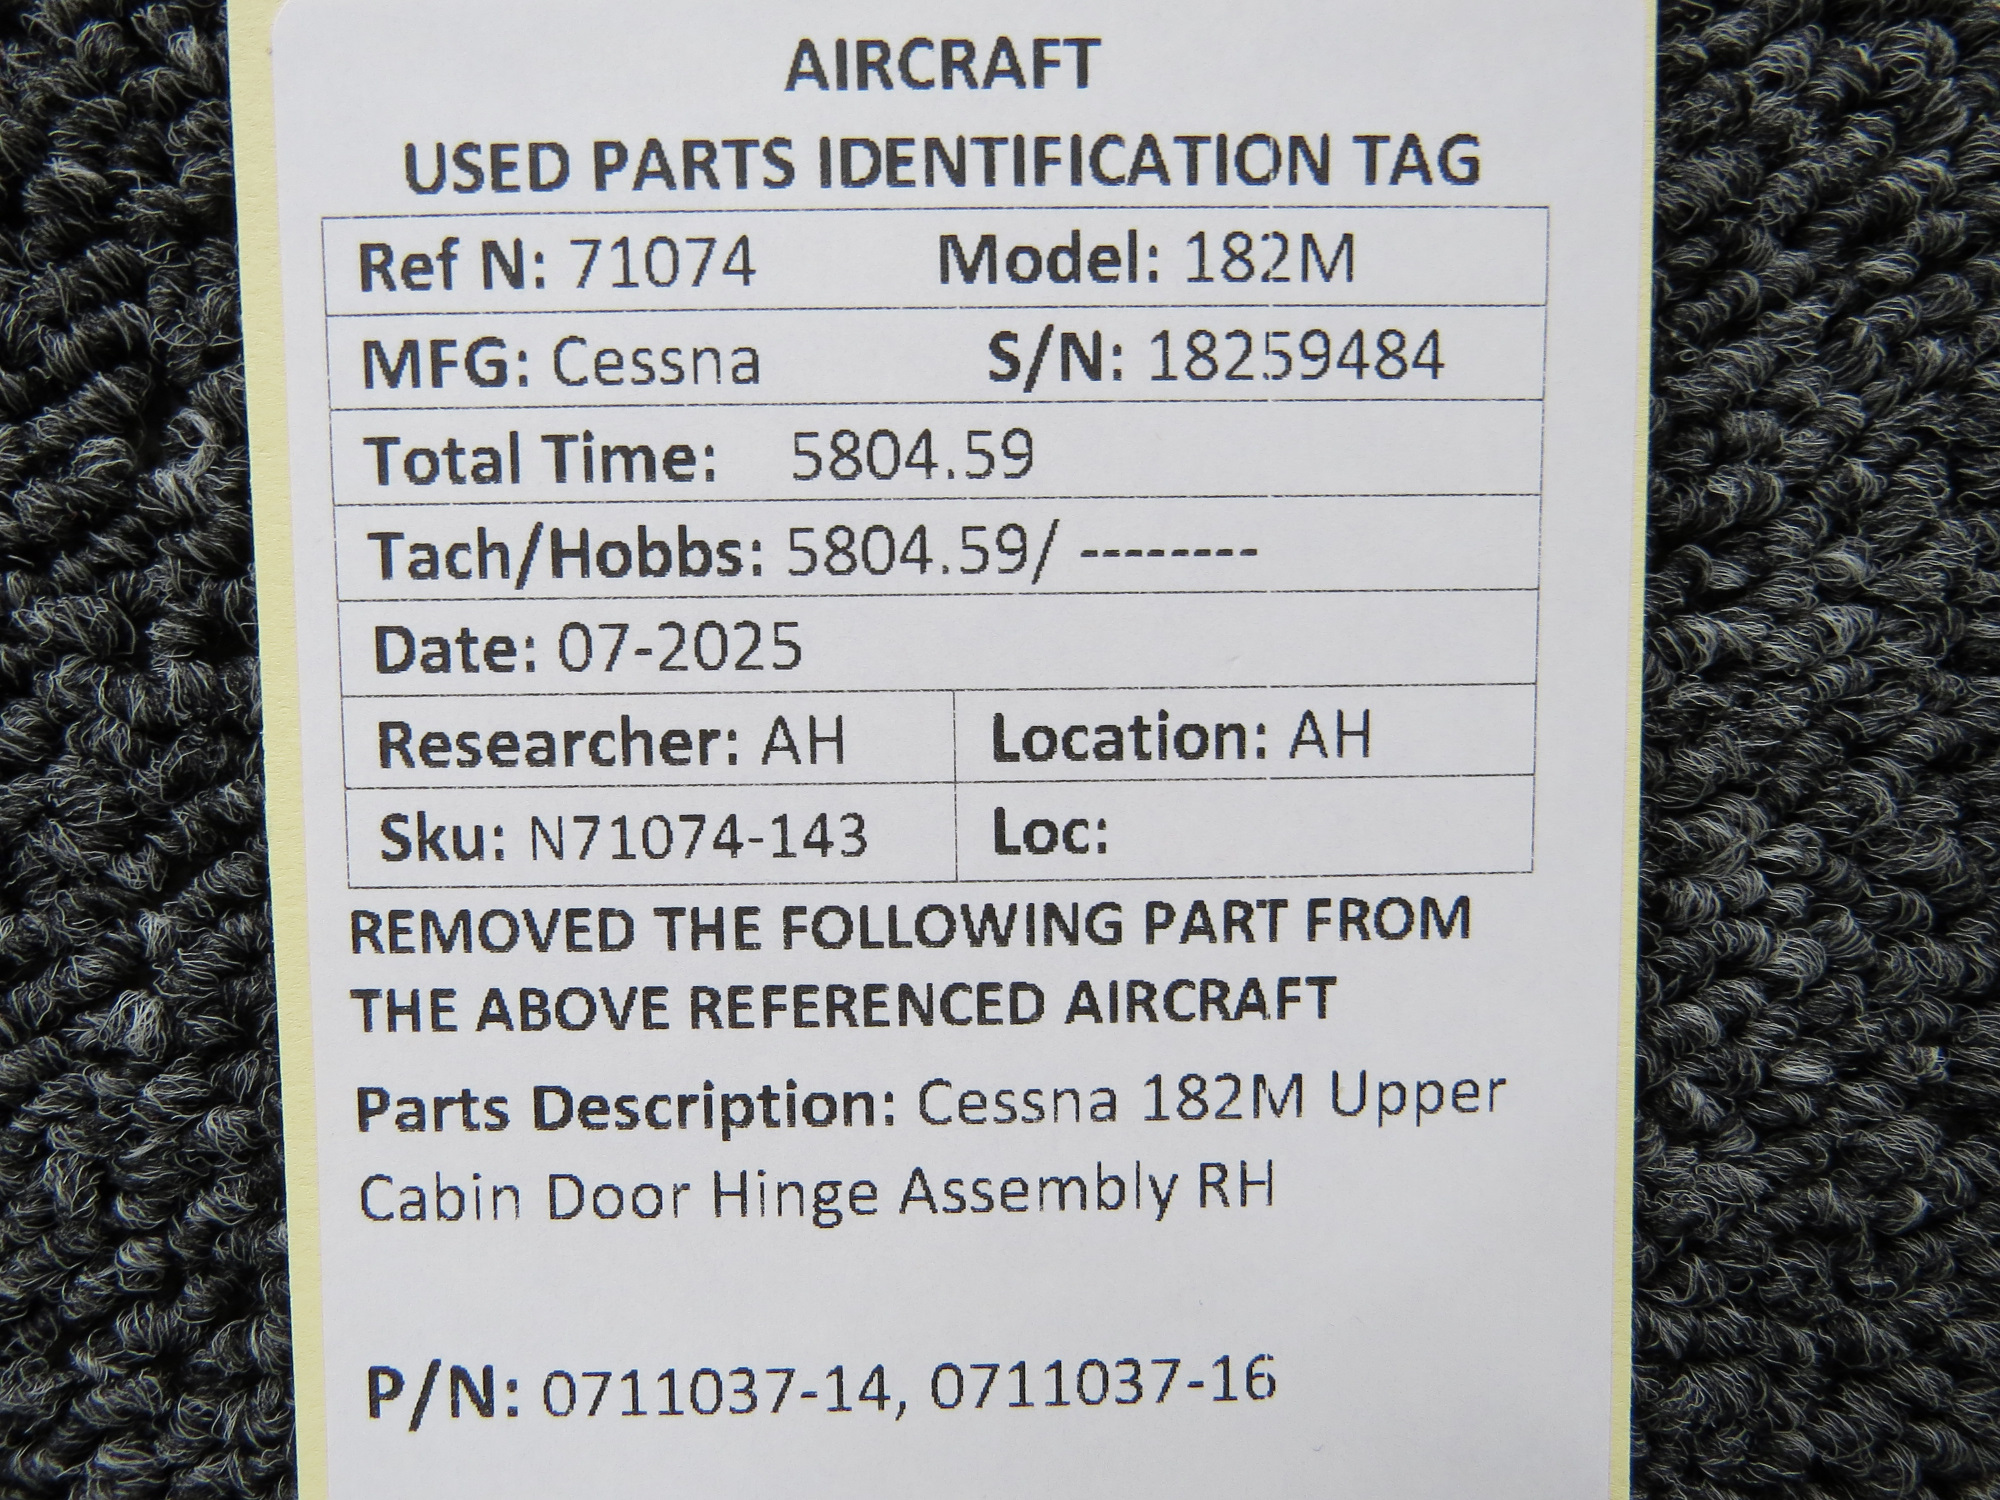 AIRCRAFT
USED PARTS IDENTIFICATION TAG
Ref N: 71074 Model: 182M
MFG: Cessna S/N: 18259484
Total Time: 5804.59
Tach/Hobbs: 5804.59/ --------
Date: 07-2025
Researcher: AH Location: AH
Sku: N71074-143 Loc:
REMOVED THE FOLLOWING PART FROM
THE ABOVE REFERENCED AIRCRAFT
Parts Description: Cessna 182M Upper
Cabin Door Hinge Assembly RH
P/N: 0711037-14, 0711037-16